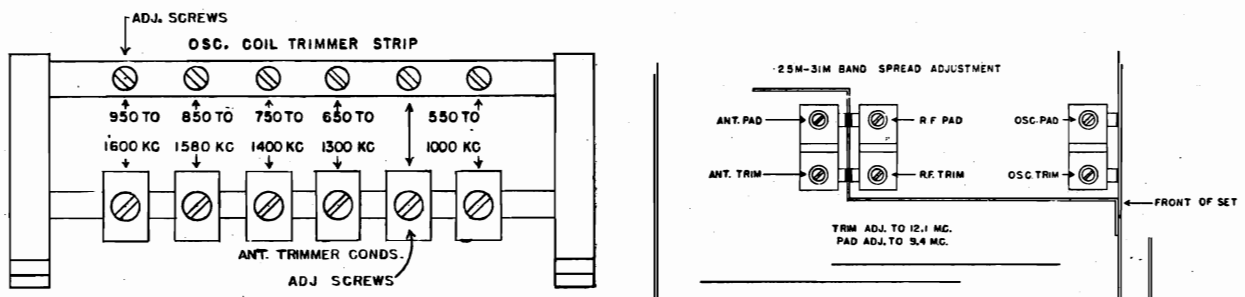 ADJ. SCREWS
OSC. COIL TRIMMER STRIP
950 TO 850 TO 750 TO 650 TO 550 TO
1600 KC 1580 KC 1400 KC 1300 KC 1000 KC
ANT. TRIMMER CONDS.
ADJ SCREWS
25M-31M BAND SPREAD ADJUSTMENT
ANT. PAD R F PAD OSC. PAD
ANT. TRIM R.F. TRIM OSC. TRIM
FRONT OF SET
TRIM ADJ. TO 12.1 MC.
PAD ADJ. TO 9.4 MC.